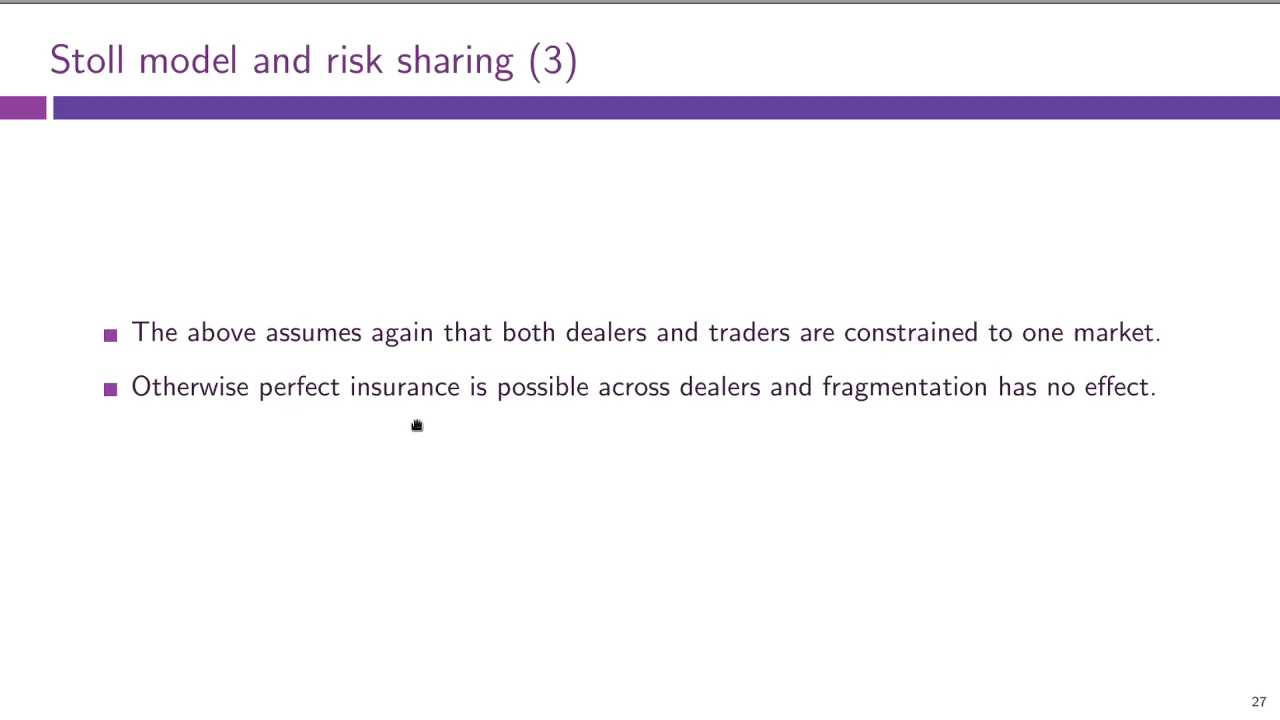 Stoll model and risk sharing (3)
The above assumes again that both dealers and traders are constrained to one market.
Otherwise perfect insurance is possible across dealers and fragmentation has no effect.
27